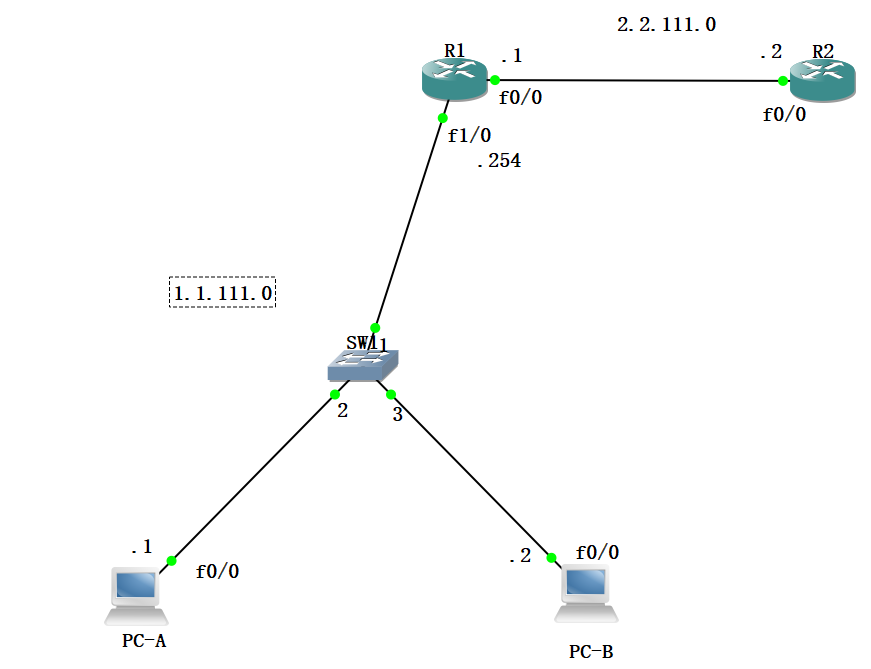 2.2.111.0
R1
.1
.2
R2
f0/0
f0/0
f1/0
.254
1.1.111.0
SW1
1
2
3
.1
f0/0
.2
f0/0
PC-A
PC-B